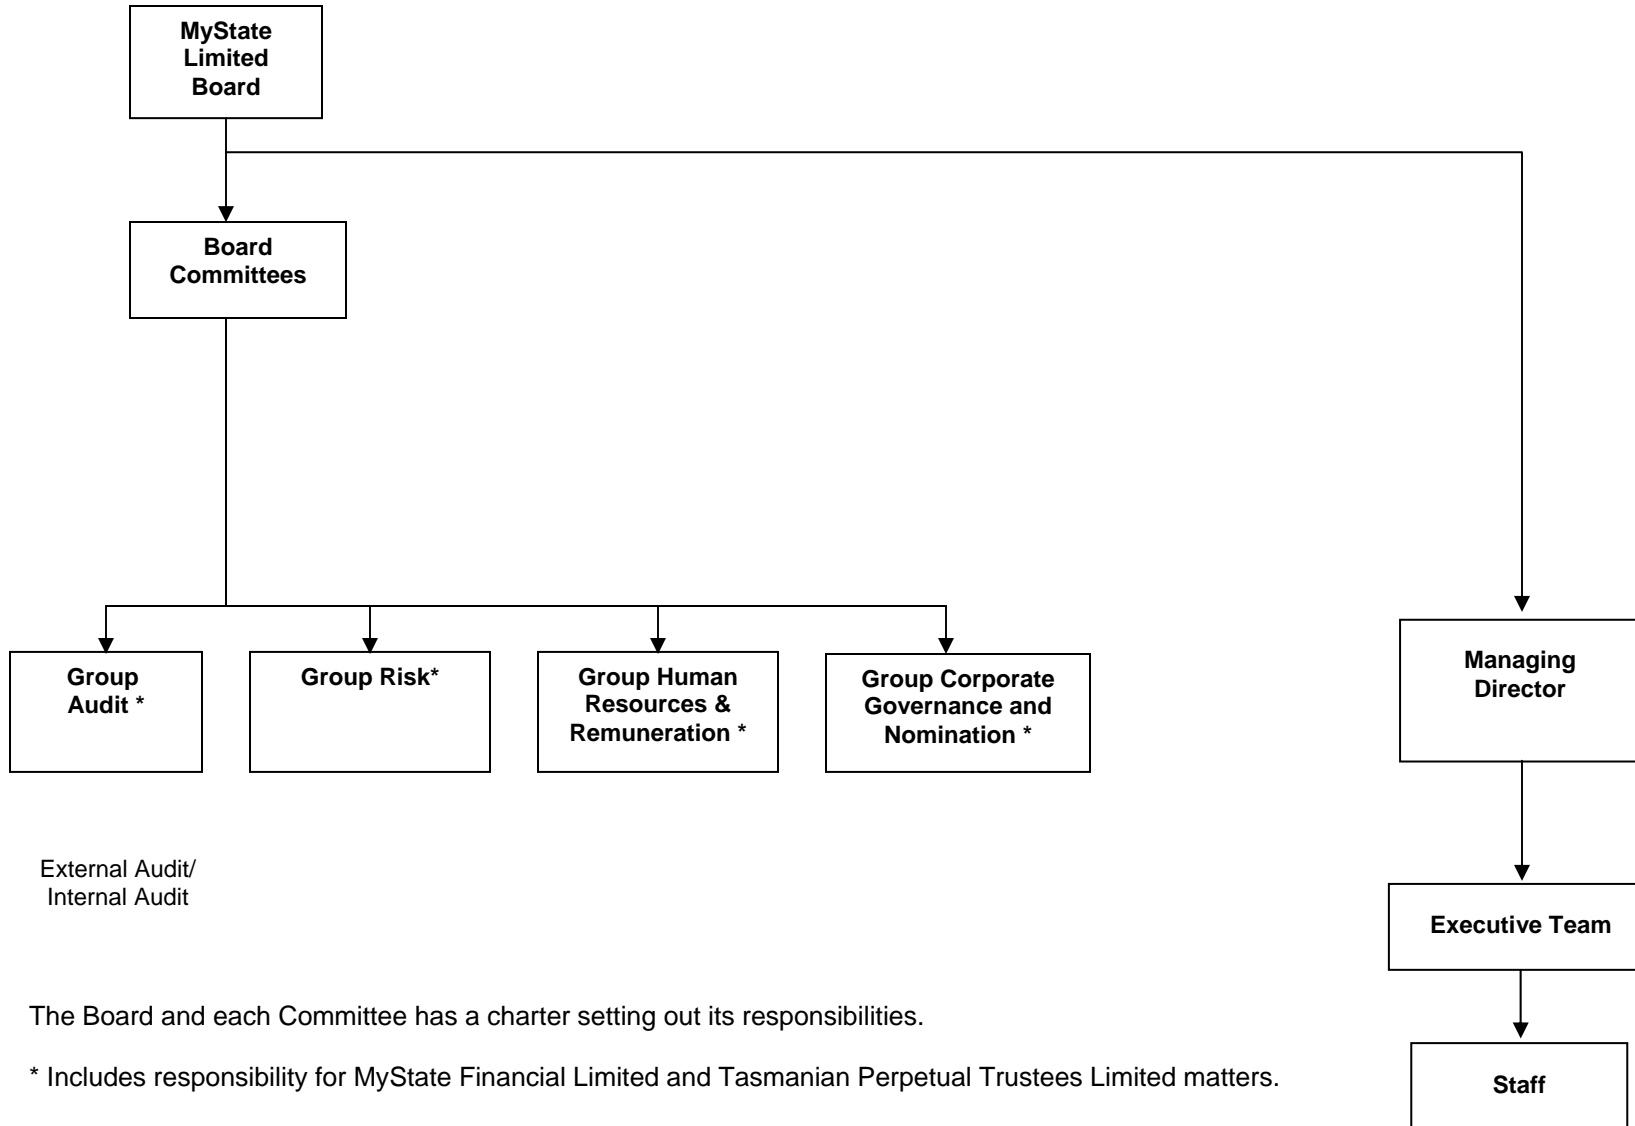 MyState
Limited
Board
Board
Committees
Group
Audit *
Group Risk*
Group Human
Resources &
Remuneration *
Group Corporate
Governance and
Nomination *
Managing
Director
External Audit/
Internal Audit
Executive Team
The Board and each Committee has a charter setting out its responsibilities.
* Includes responsibility for MyState Financial Limited and Tasmanian Perpetual Trustees Limited matters.
Staff